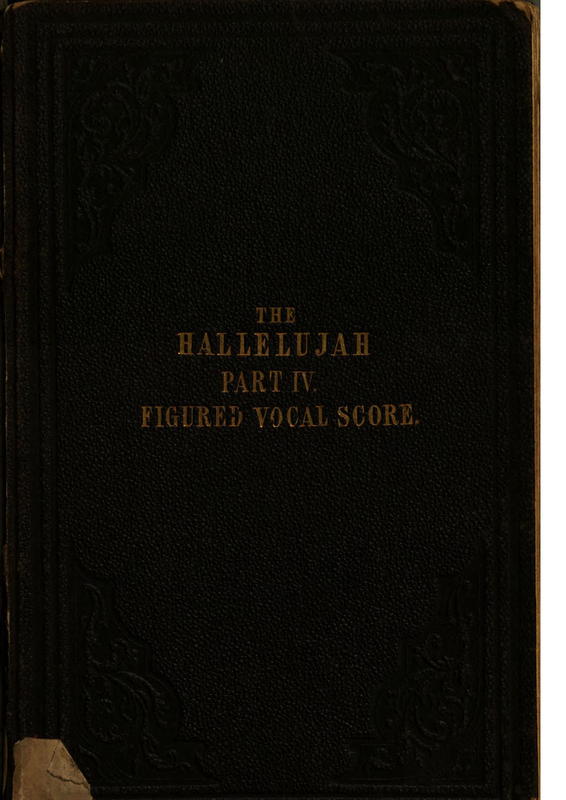 THE
HALLELUJAH
PART IV.
FIGURED VOCAL SCORE.